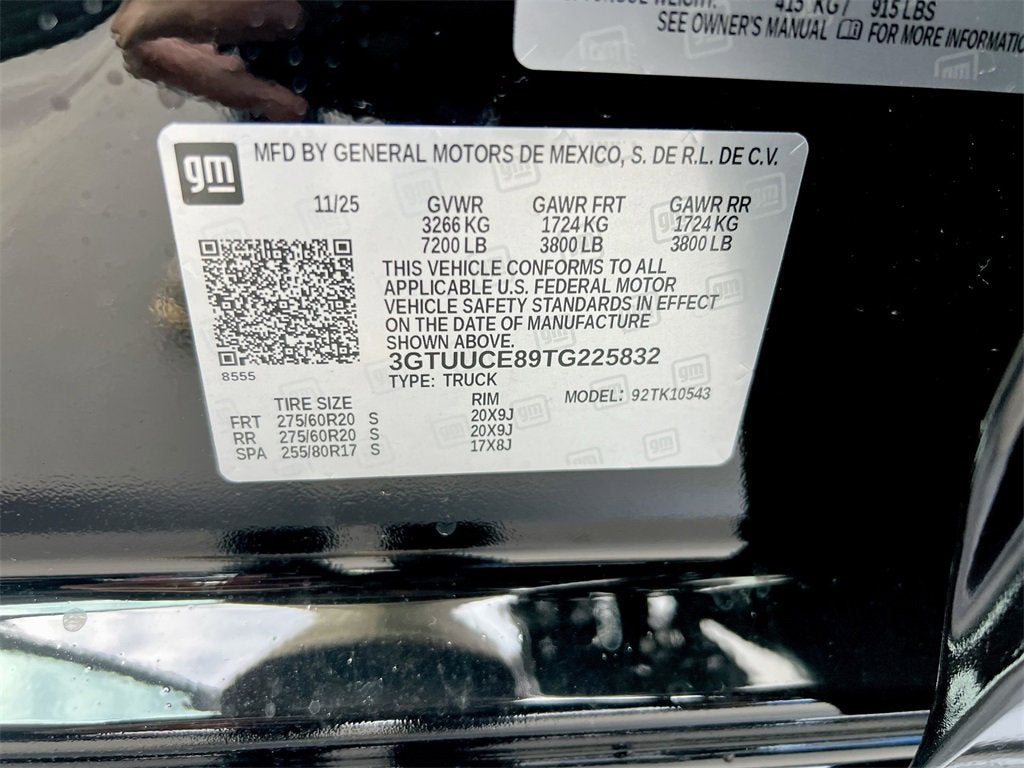 415 KG / 915 LBS
SEE OWNER'S MANUAL FOR MORE INFORMATIO
gm
MFD BY GENERAL MOTORS DE MEXICO, S. DE R.L. DE C.V.
11/25 GVWR GAWR FRT GAWR RR
3266 KG 1724 KG 1724 KG
7200 LB 3800 LB 3800 LB
THIS VEHICLE CONFORMS TO ALL
APPLICABLE U.S. FEDERAL MOTOR
VEHICLE SAFETY STANDARDS IN EFFECT
ON THE DATE OF MANUFACTURE
SHOWN ABOVE.
3GTUUCE89TG225832
8555
TYPE: TRUCK
TIRE SIZE RIM MODEL: 92TK10543
FRT 275/60R20 S 20X9J
RR 275/60R20 S 20X9J
SPA 255/80R17 S 17X8J